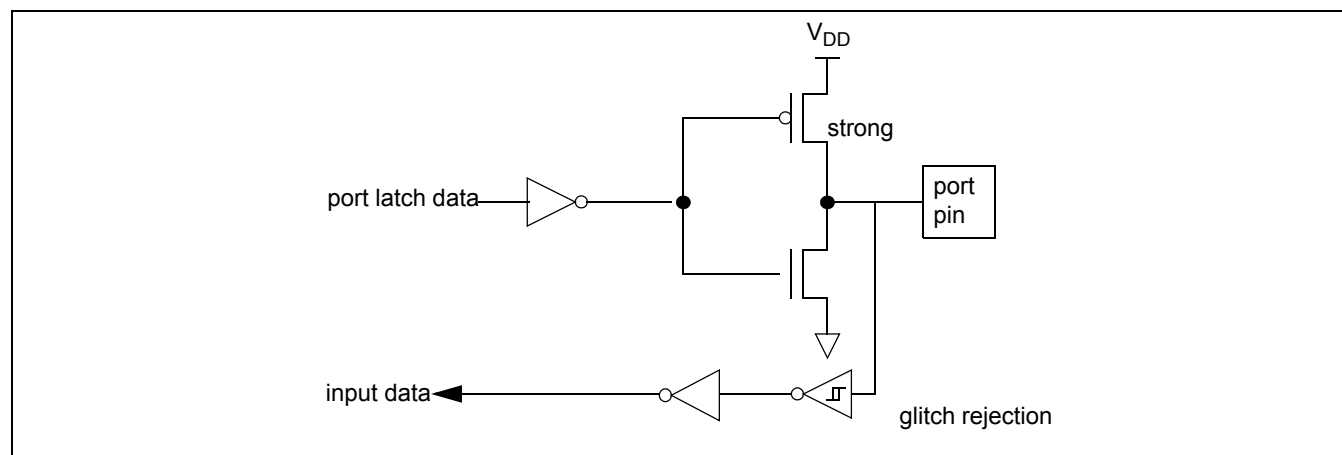 VDD
strong
port latch data
port
pin
input data
glitch rejection